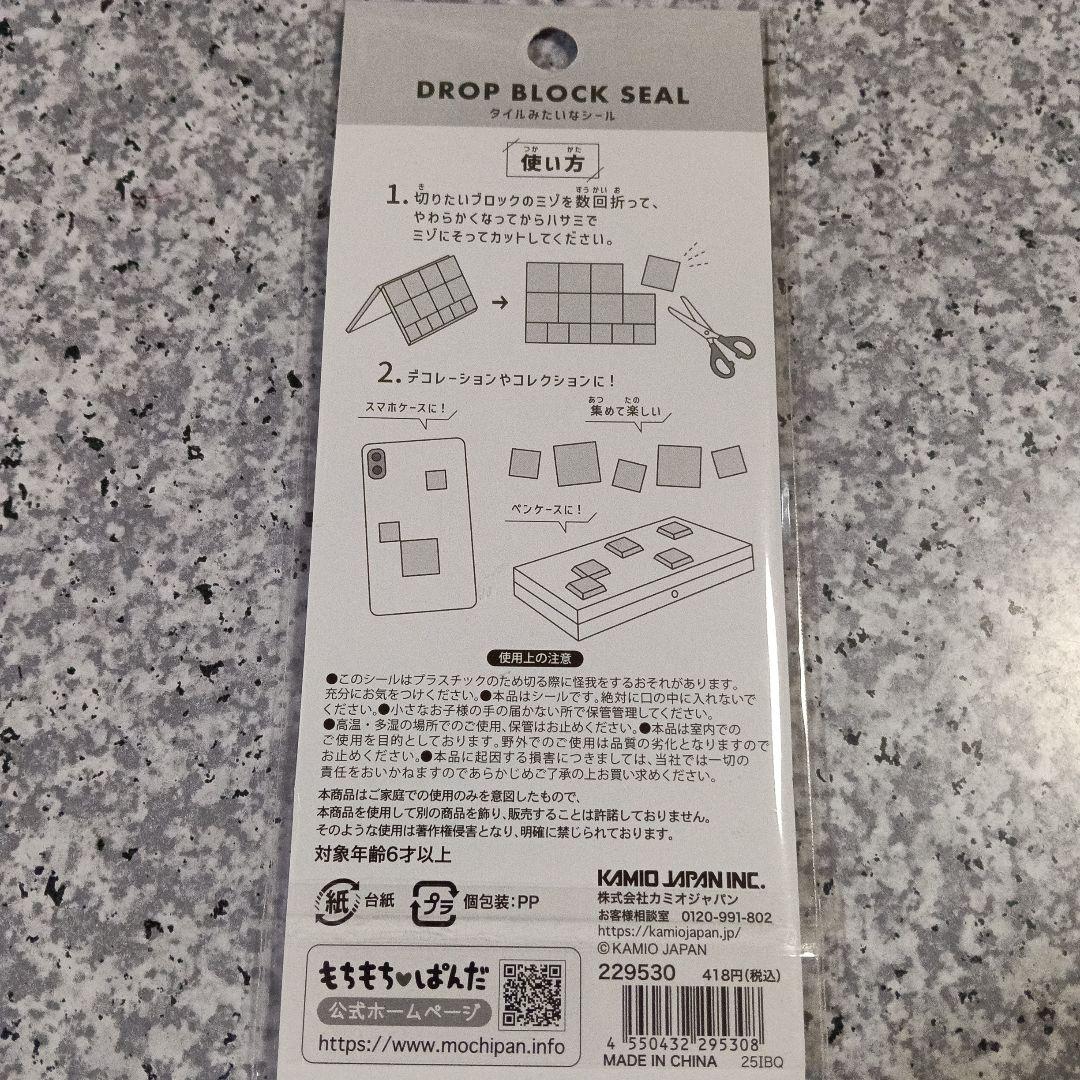 DROP BLOCK SEAL
タイルみたいなシール
つか かた
使い方
き すうかい お
1. 切りたいブロックのミゾを数回折って、
やわらかくなってからハサミで
ミゾにそってカットしてください。
2. デコレーションやコレクションに!
スマホケースに!
あつ たの
集めて楽しい
ペンケースに!
使用上の注意
●このシールはプラスチックのため切る際に怪我をするおそれがあります。
充分にお気をつけください。●本品はシールです。絶対に口の中に入れないで
ください。●小さなお子様の手の届かない所で保管管理してください。
●高温・多湿の場所でのご使用、保管はお止めください。●本品は室内での
ご使用を目的としております。野外でのご使用は品質の劣化となりますので
お止めください。●本品に起因する損害につきましては、当社では一切の
責任をおいかねますのであらかじめご了承の上お買い求めください。
本商品はご家庭での使用のみを意図したもので、
本商品を使用して別の商品を飾り、販売することは許諾しておりません。
そのような使用は著作権侵害となり、明確に禁じられております。
対象年齢6才以上
紙 台紙 プラ 個包装:PP
KAMIO JAPAN INC.
株式会社カミオジャパン
お客様相談室 0120-991-802
https://kamiojapan.jp/
©KAMIO JAPAN
229530 418円(税込)
もちもち♥ぱんだ
公式ホームページ
https://www.mochipan.info
4 550432 295308
MADE IN CHINA 25IBQ